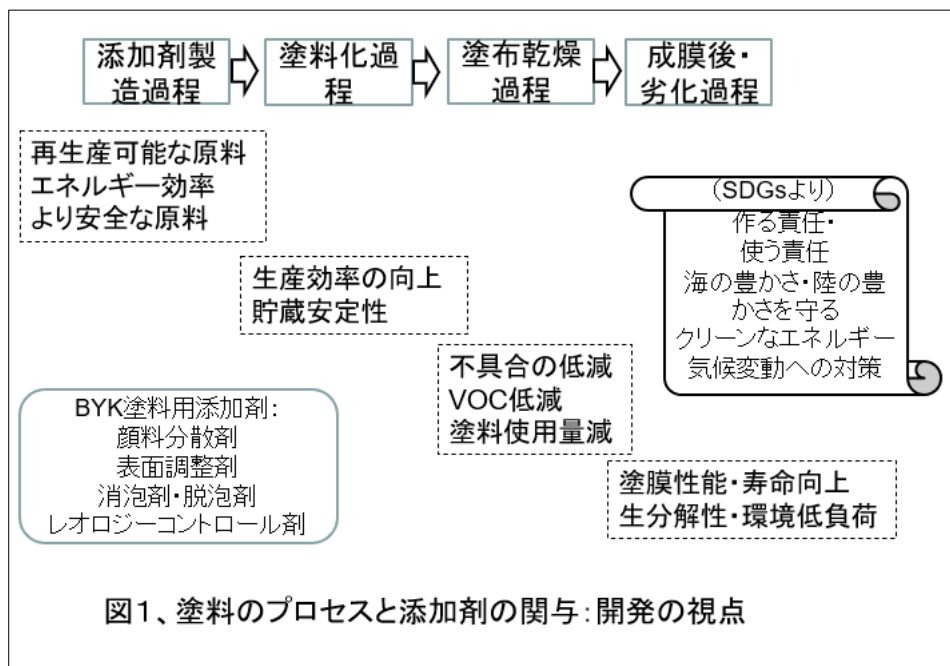 添加剤製
造過程
塗料化過
程
塗布乾燥
過程
成膜後・
劣化過程
再生産可能な原料
エネルギー効率
より安全な原料
生産効率の向上
貯蔵安定性
不具合の低減
VOC低減
塗料使用量減
塗膜性能・寿命向上
生分解性・環境低負荷
(SDGsより)
作る責任・
使う責任
海の豊かさ・陸の豊
かさを守る
クリーンなエネルギー
気候変動への対策
BYK塗料用添加剤:
顔料分散剤
表面調整剤
消泡剤・脱泡剤
レオロジーコントロール剤
図1、塗料のプロセスと添加剤の関与:開発の視点